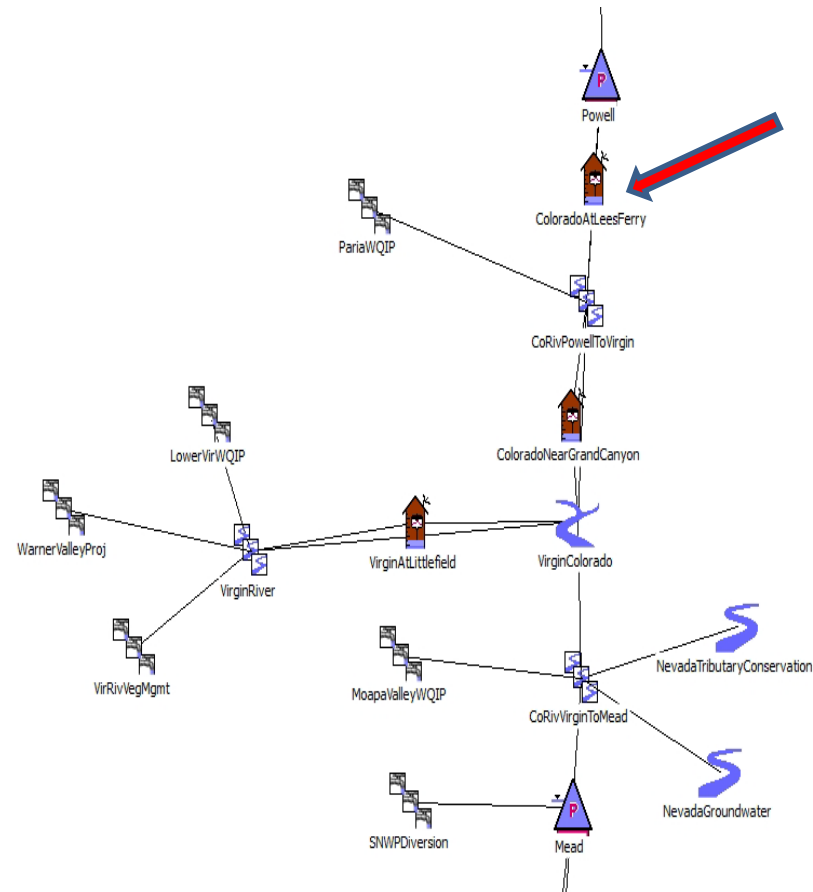 P
Powell
ColoradoAtLeesFerry
PariaWQIP
CoRivPowellToVirgin
LowerVirWQIP
ColoradoNearGrandCanyon
WarnerValleyProj
VirginRiver
VirginAtLittlefield
VirginColorado
VirRivVegMgmt
MoapaValleyWQIP
NevadaTributaryConservation
CoRivVirginToMead
NevadaGroundwater
SNWPDiversion
P
Mead